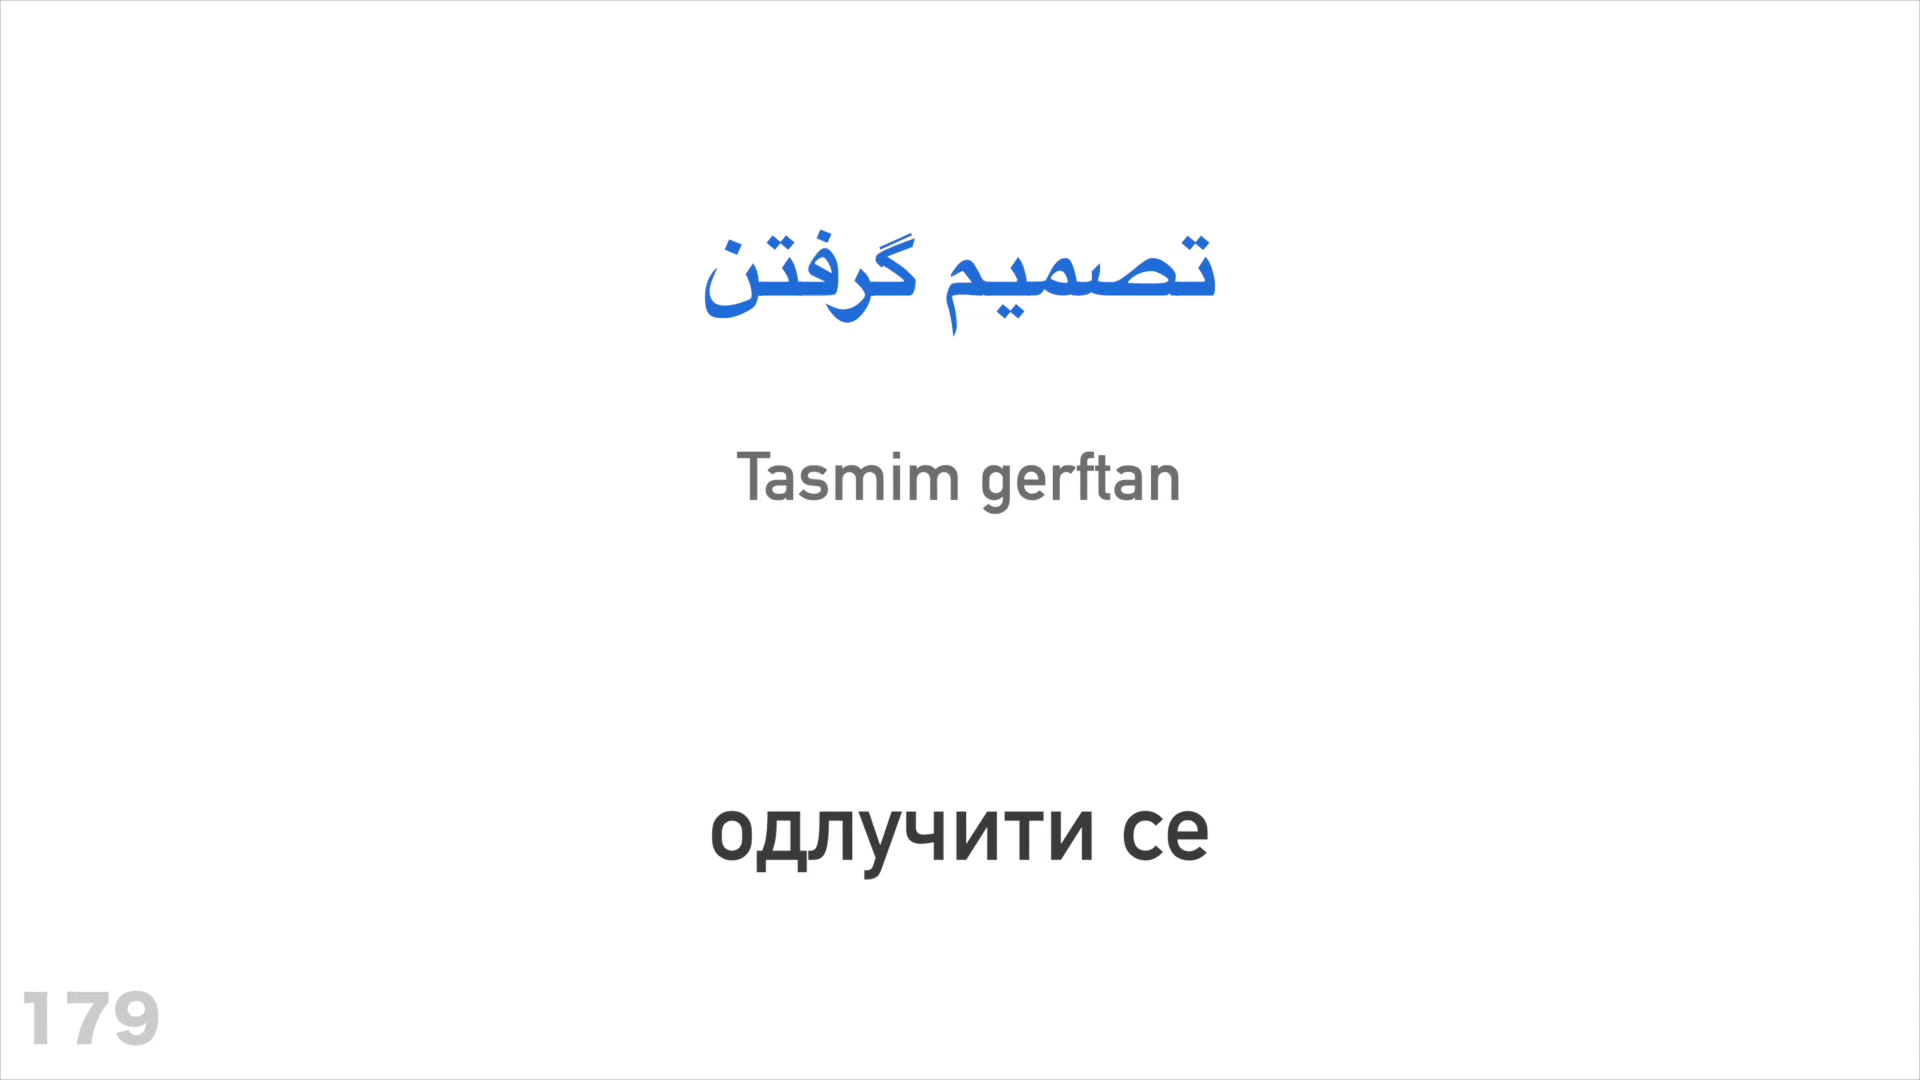 تصمیم گرفتن
Tasmim gerftan
одлучити се
179